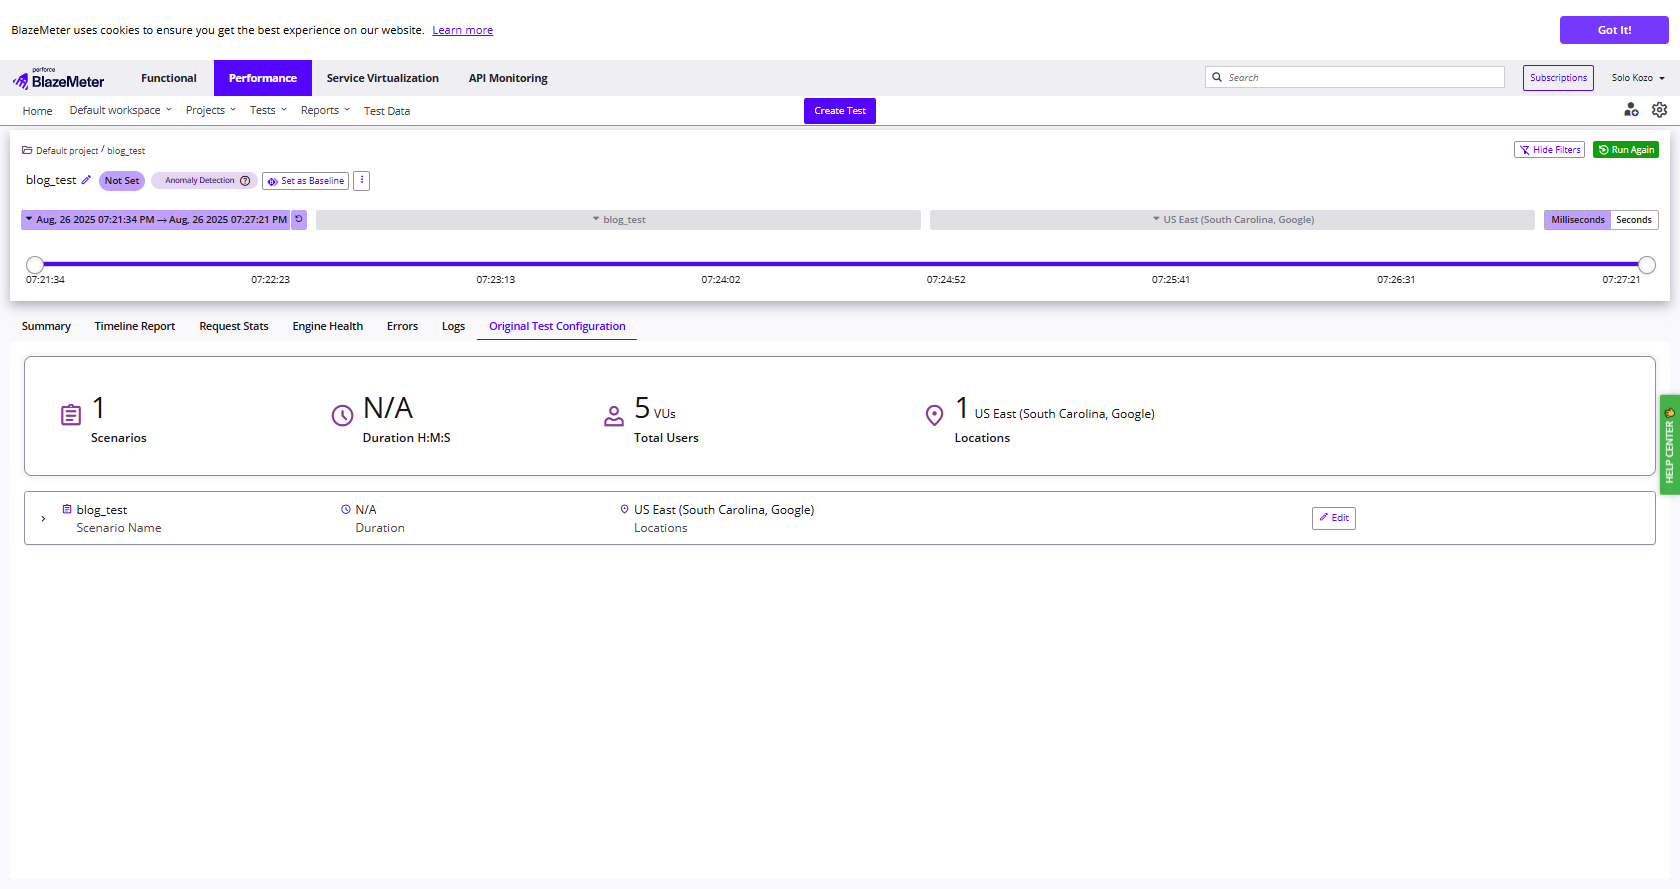 BlazeMeter uses cookies to ensure you get the best experience on our website. Learn more
Got It!
perforce
BlazeMeter
Functional Performance Service Virtualization API Monitoring
Search
Subscriptions
Solo Kozo
Home Default workspace Projects Tests Reports Test Data
Create Test
Default project / blog_test
Hide Filters
Run Again
blog_test Not Set Anomaly Detection ? Set as Baseline
Aug, 26 2025 07:21:34 PM → Aug, 26 2025 07:27:21 PM
blog_test
US East (South Carolina, Google)
Milliseconds Seconds
07:21:34 07:22:23 07:23:13 07:24:02 07:24:52 07:25:41 07:26:31 07:27:21
Summary Timeline Report Request Stats Engine Health Errors Logs Original Test Configuration
1
Scenarios
N/A
Duration H:M:S
5 VUs
Total Users
1 US East (South Carolina, Google)
Locations
HELP CENTER
blog_test
Scenario Name
N/A
Duration
US East (South Carolina, Google)
Locations
Edit